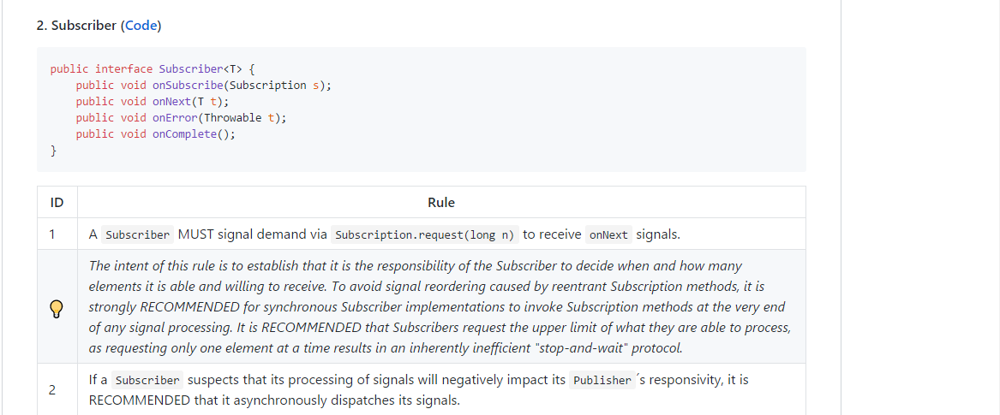 2. Subscriber (Code)
public interface Subscriber<T> {
    public void onSubscribe(Subscription s);
    public void onNext(T t);
    public void onError(Throwable t);
    public void onComplete();
}
ID Rule
1 A Subscriber MUST signal demand via Subscription.request(long n) to receive onNext signals.
The intent of this rule is to establish that it is the responsibility of the Subscriber to decide when and how many
elements it is able and willing to receive. To avoid signal reordering caused by reentrant Subscription methods, it is
strongly RECOMMENDED for synchronous Subscriber implementations to invoke Subscription methods at the very end
of any signal processing. It is RECOMMENDED that Subscribers request the upper limit of what they are able to process,
as requesting only one element at a time results in an inherently inefficient "stop-and-wait" protocol.
2 If a Subscriber suspects that its processing of signals will negatively impact its Publisher´s responsivity, it is
RECOMMENDED that it asynchronously dispatches its signals.